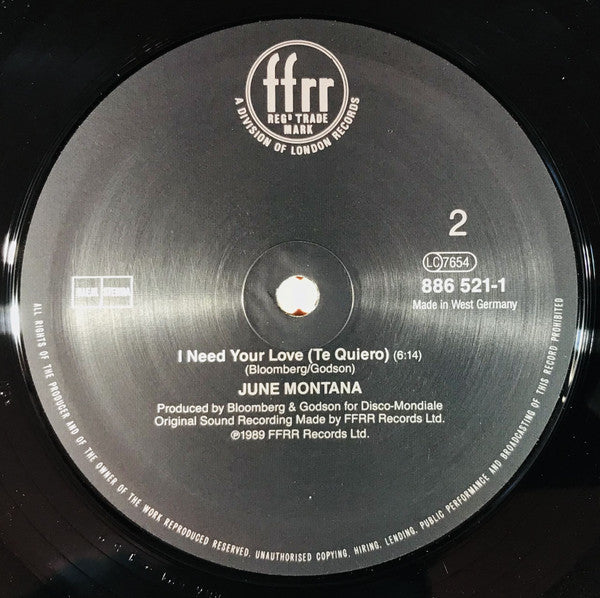 ffrr
REGD TRADE
MARK
A DIVISION OF LONDON RECORDS
2
LC 7654
886 521-1
Made in West Germany
BIEM
STEMRA
I Need Your Love (Te Quiero) (6:14)
(Bloomberg/Godson)
JUNE MONTANA
Produced by Bloomberg & Godson for Disco-Mondiale
Original Sound Recording Made by FFRR Records Ltd.
℗1989 FFRR Records Ltd.
ALL RIGHTS OF THE PRODUCER AND OF THE OWNER OF THE WORK REPRODUCED RESERVED. UNAUTHORISED COPYING, HIRING, LENDING, PUBLIC PERFORMANCE AND BROADCASTING OF THIS RECORD PROHIBITED